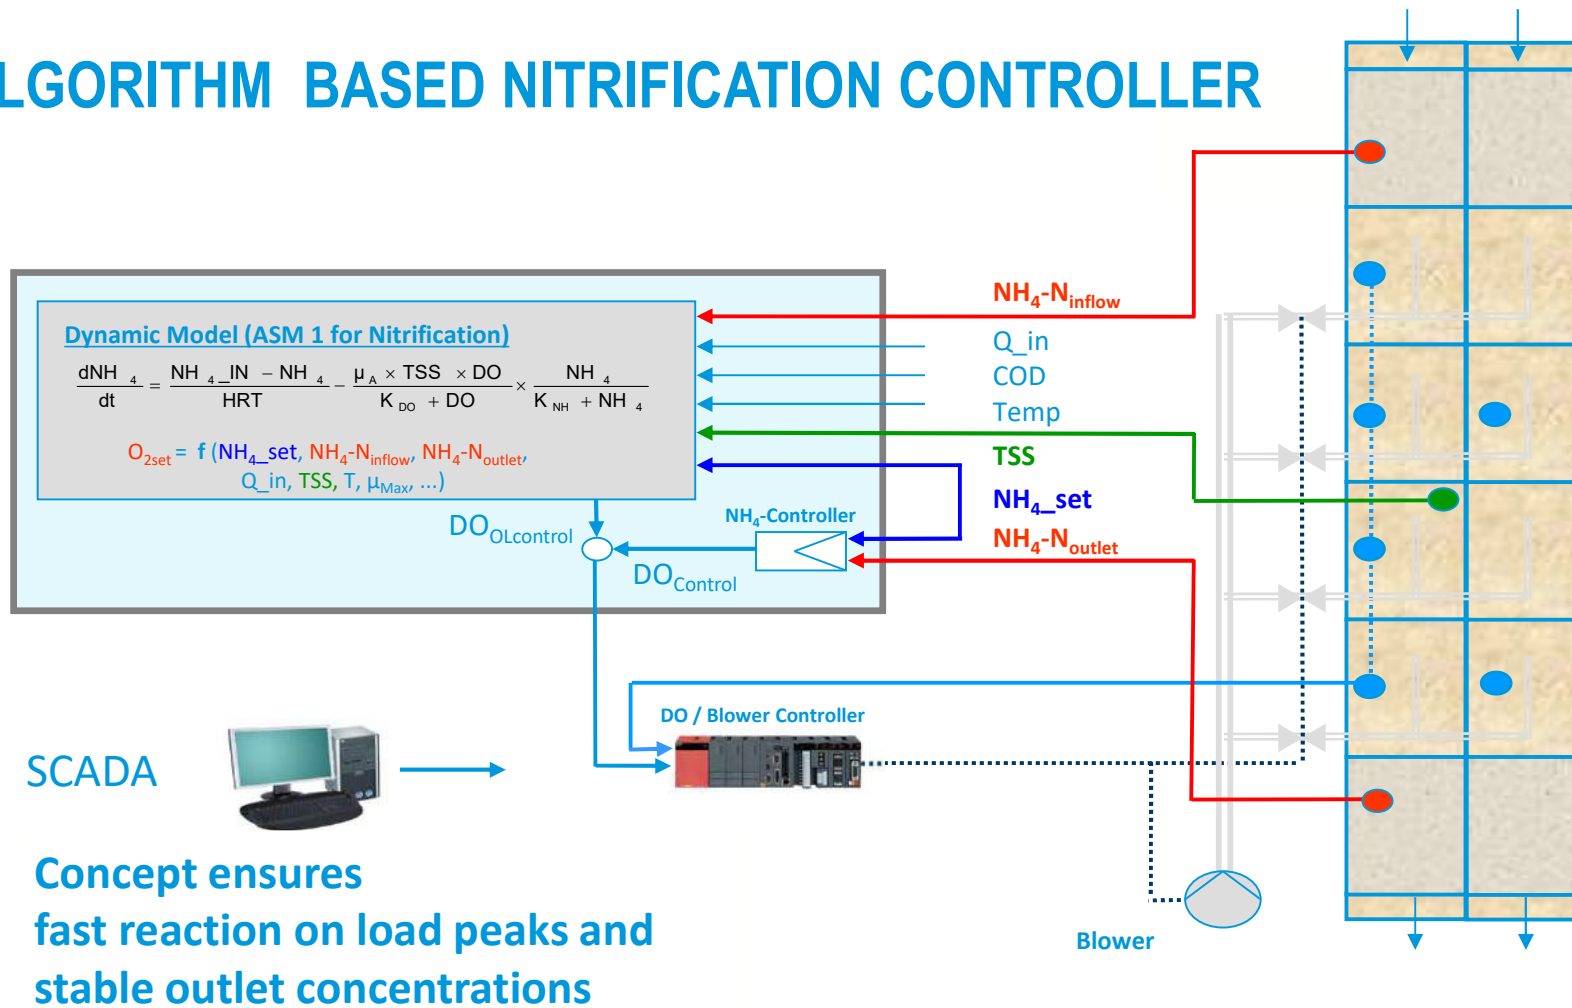 LGORITHM BASED NITRIFICATION CONTROLLER
NH4-Ninflow
Q_in
COD
Temp
TSS
NH4_set
NH4-Noutlet
Dynamic Model (ASM 1 for Nitrification)
dNH4/dt = (NH4_IN − NH4)/HRT − (μA × TSS × DO)/(KDO + DO) × NH4/(KNH + NH4)
O2set = f (NH4_set, NH4-Ninflow, NH4-Noutlet,
Q_in, TSS, T, μMax, ...)
DOOLcontrol
NH4-Controller
DOControl
DO / Blower Controller
SCADA
Blower
Concept ensures
fast reaction on load peaks and
stable outlet concentrations